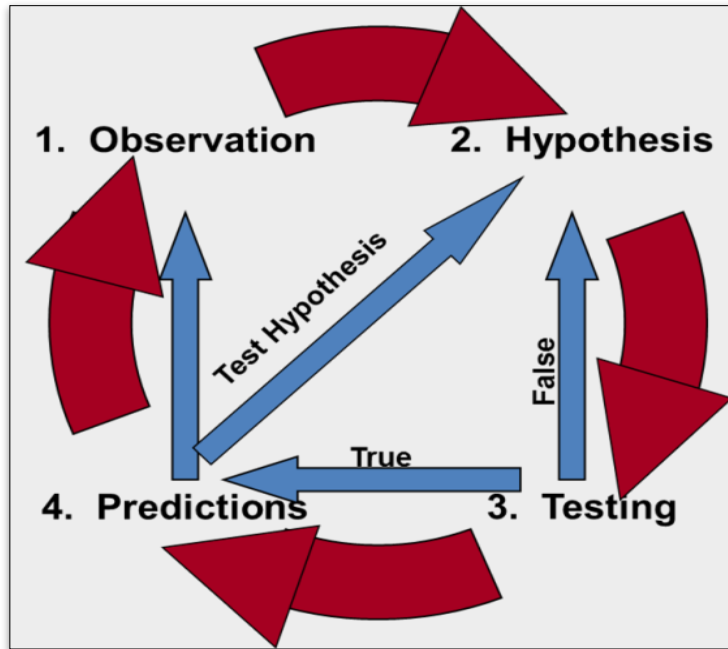 1. Observation
2. Hypothesis
Test Hypothesis
False
True
4. Predictions
3. Testing